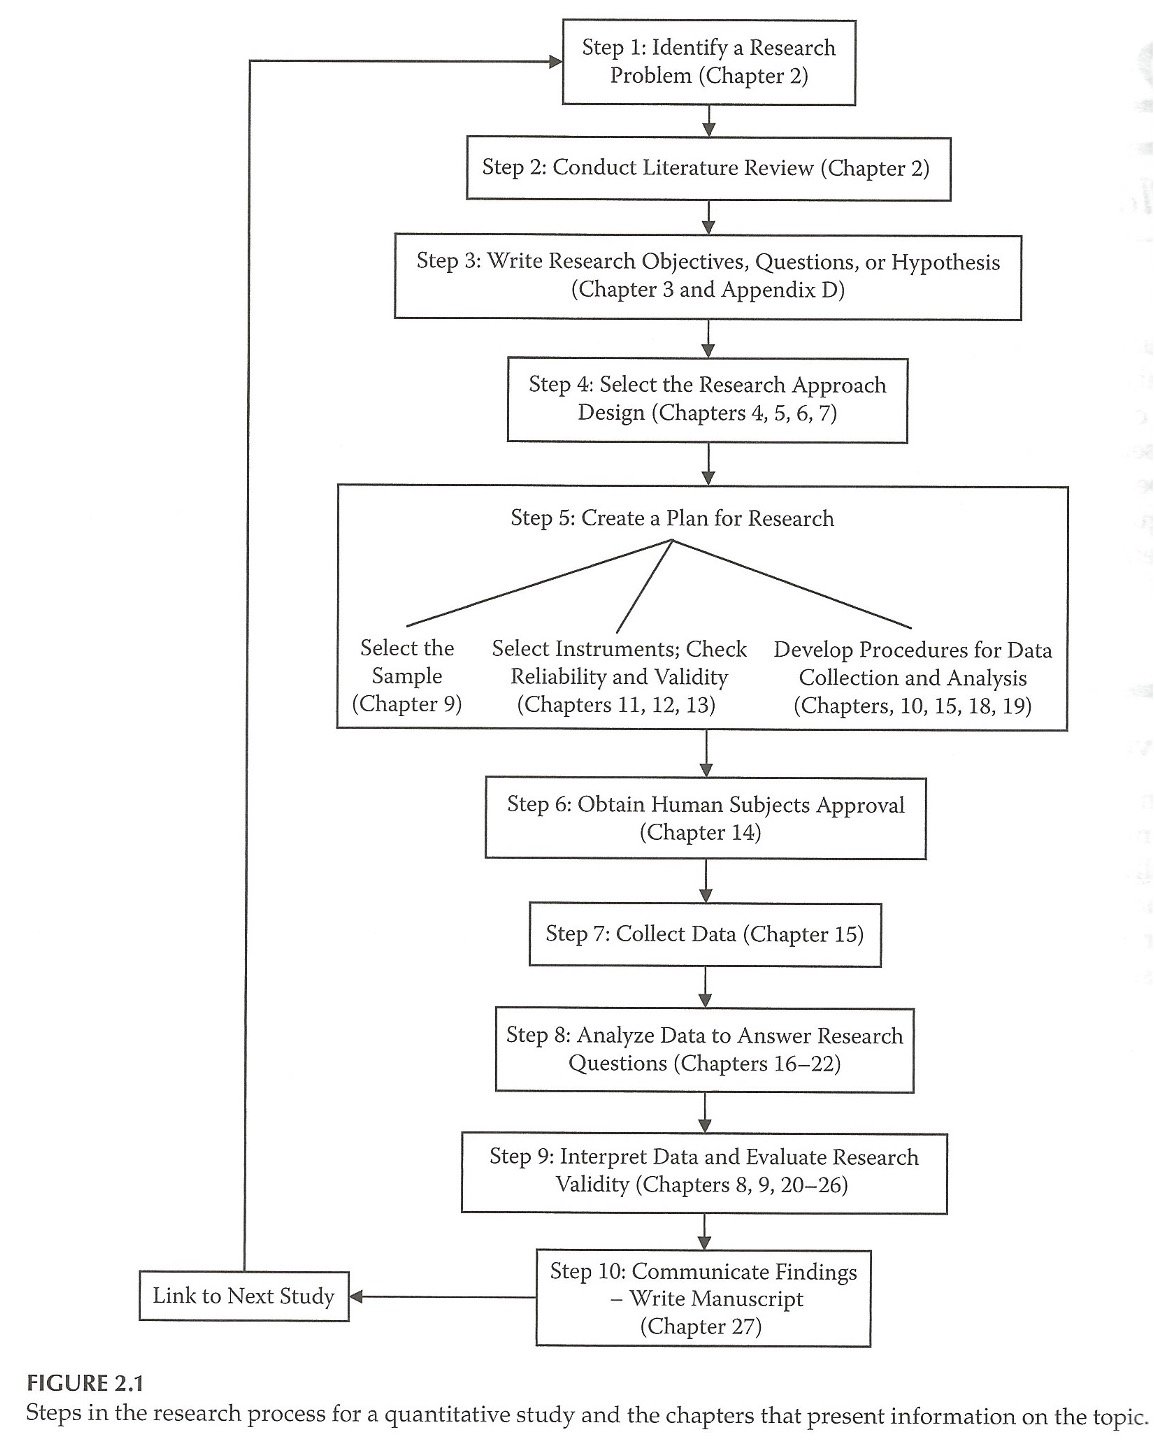 Step 1: Identify a Research
Problem (Chapter 2)
Step 2: Conduct Literature Review (Chapter 2)
Step 3: Write Research Objectives, Questions, or Hypothesis
(Chapter 3 and Appendix D)
Step 4: Select the Research Approach
Design (Chapters 4, 5, 6, 7)
Step 5: Create a Plan for Research
Select the
Sample
(Chapter 9)
Select Instruments; Check
Reliability and Validity
(Chapters 11, 12, 13)
Develop Procedures for Data
Collection and Analysis
(Chapters, 10, 15, 18, 19)
Step 6: Obtain Human Subjects Approval
(Chapter 14)
Step 7: Collect Data (Chapter 15)
Step 8: Analyze Data to Answer Research
Questions (Chapters 16–22)
Step 9: Interpret Data and Evaluate Research
Validity (Chapters 8, 9, 20–26)
Step 10: Communicate Findings
– Write Manuscript
(Chapter 27)
Link to Next Study
FIGURE 2.1
Steps in the research process for a quantitative study and the chapters that present information on the topic.